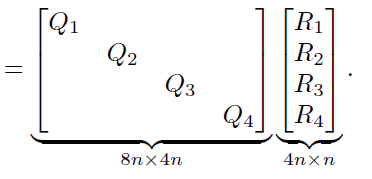 = [ Q₁ Q₂ Q₃ Q₄ ] [ R₁ R₂ R₃ R₄ ] .
8n×4n 4n×n